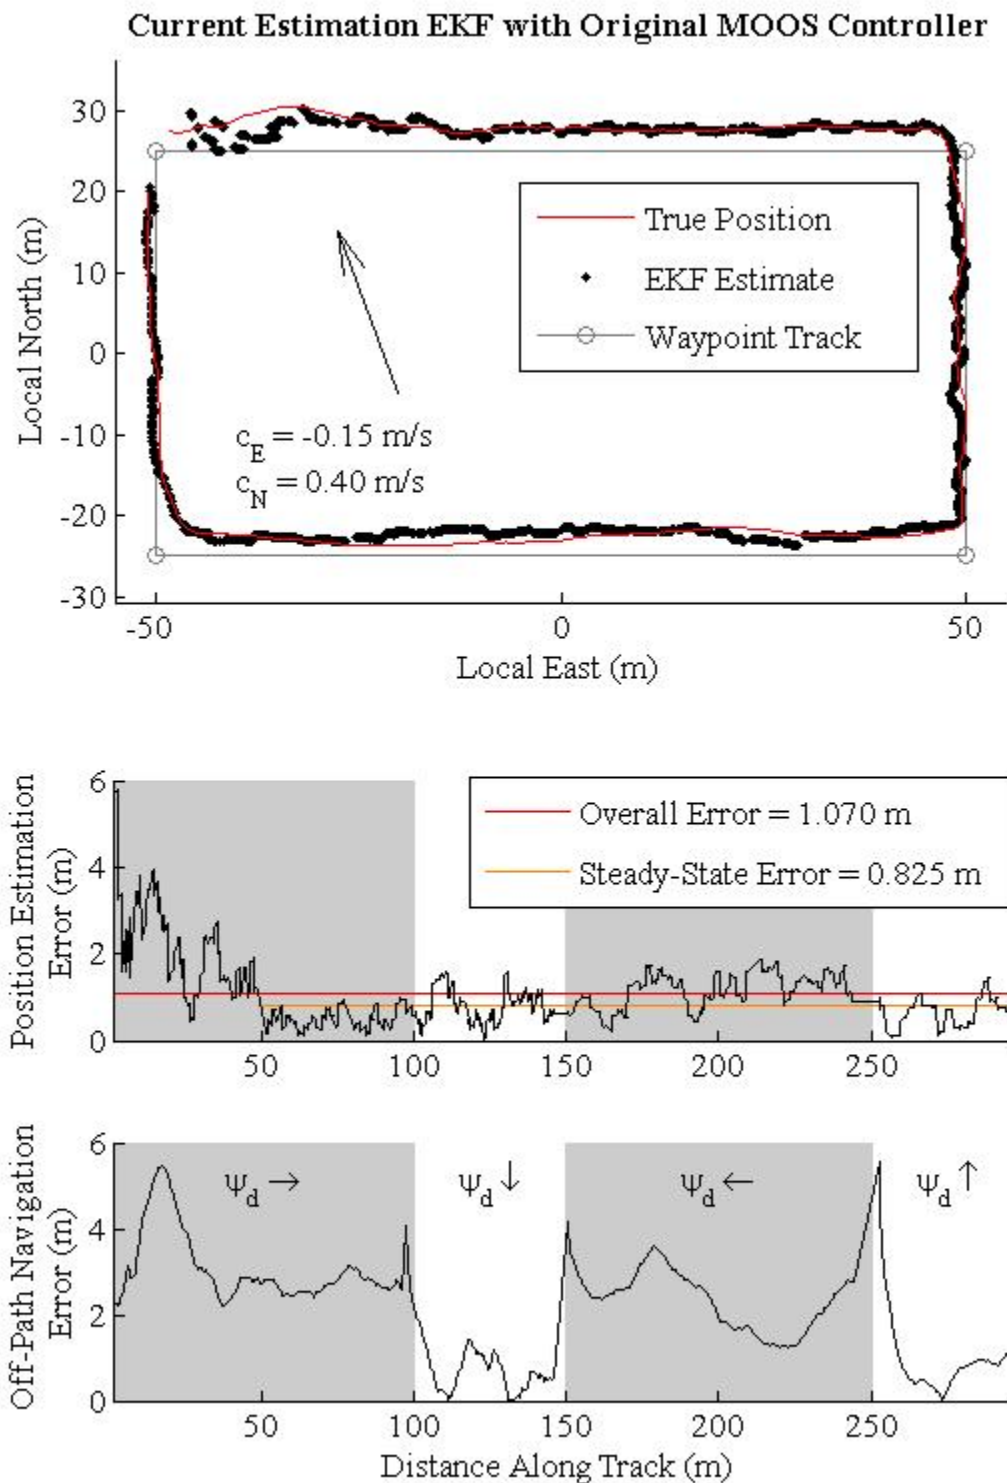 Current Estimation EKF with Original MOOS Controller
Local North (m)
30
20
10
0
-10
-20
-30
True Position
EKF Estimate
Waypoint Track
c_E = -0.15 m/s
c_N = 0.40 m/s
-50 0 50
Local East (m)
Position Estimation
Error (m)
6
4
2
0
Overall Error = 1.070 m
Steady-State Error = 0.825 m
50 100 150 200 250
Off-Path Navigation
Error (m)
6
4
2
0
Ψ_d → Ψ_d ↓ Ψ_d ← Ψ_d ↑
50 100 150 200 250
Distance Along Track (m)